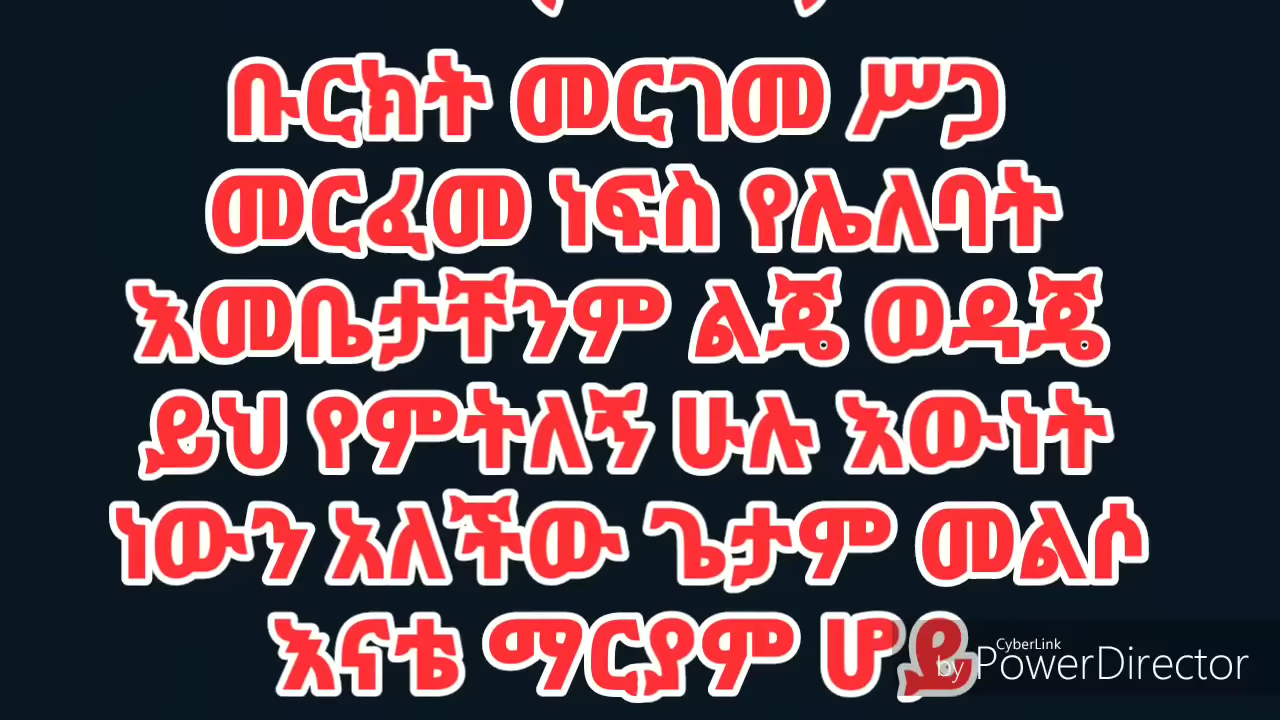 ቡርክት መርገመ ሥጋ
መርፈመ ነፍስ የሌለባት
እመቤታችንም ልጄ ወዳጄ
ይህ የምትለኝ ሁሉ እውነት
ነውን አለችው ጌታም መልሶ
እናቴ ማርያም ሆይ
CyberLink
by PowerDirector